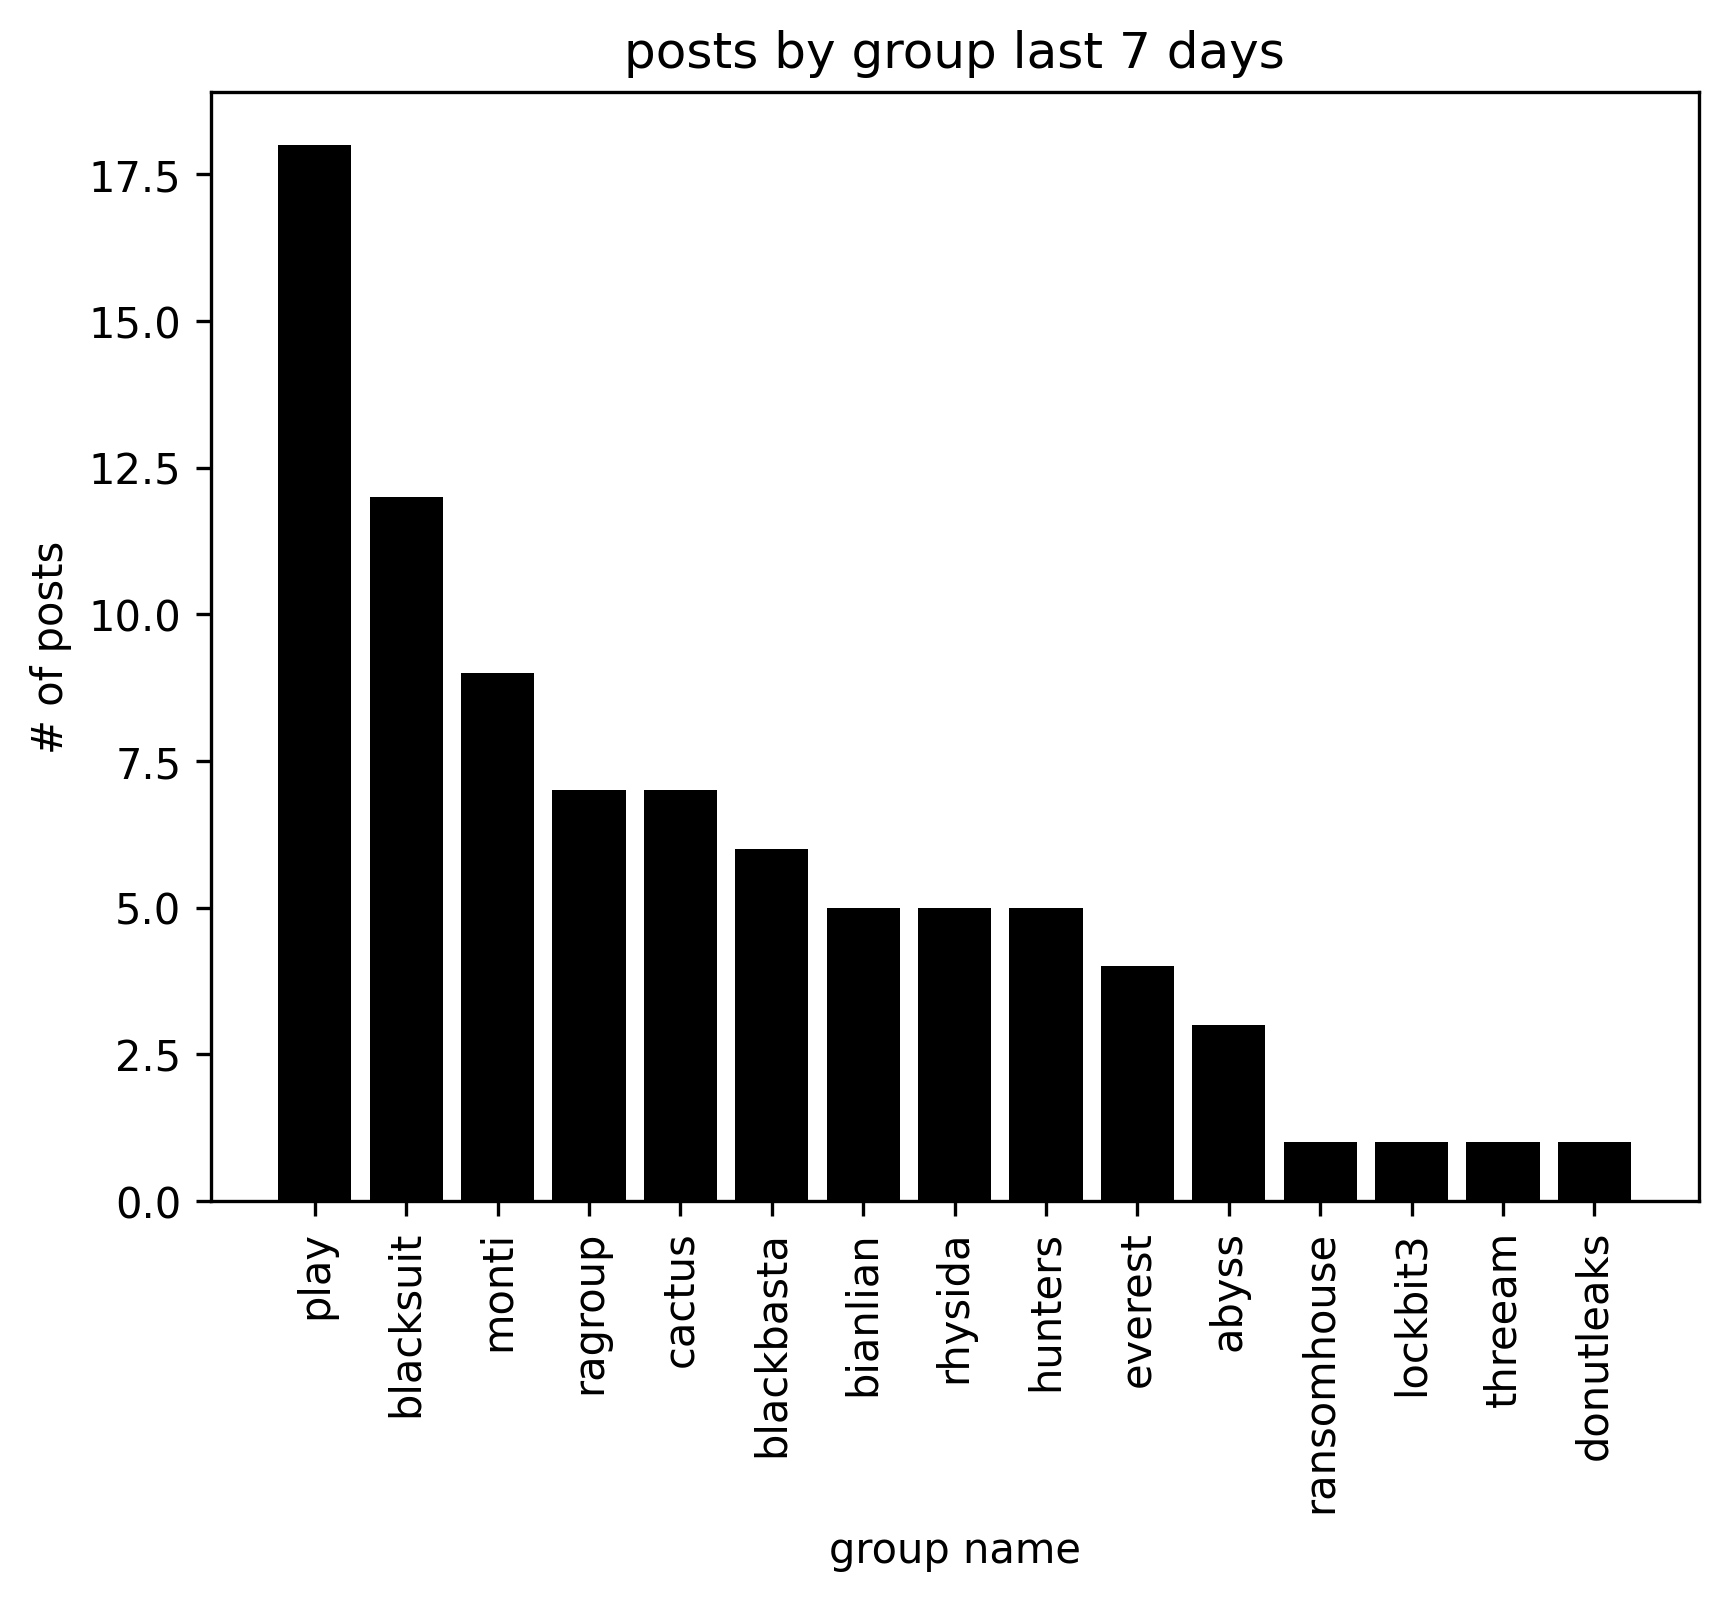 posts by group last 7 days
17.5
15.0
12.5
10.0
7.5
5.0
2.5
0.0
# of posts
play
blacksuit
monti
ragroup
cactus
blackbasta
bianlian
rhysida
hunters
everest
abyss
ransomhouse
lockbit3
threeam
donutleaks
group name